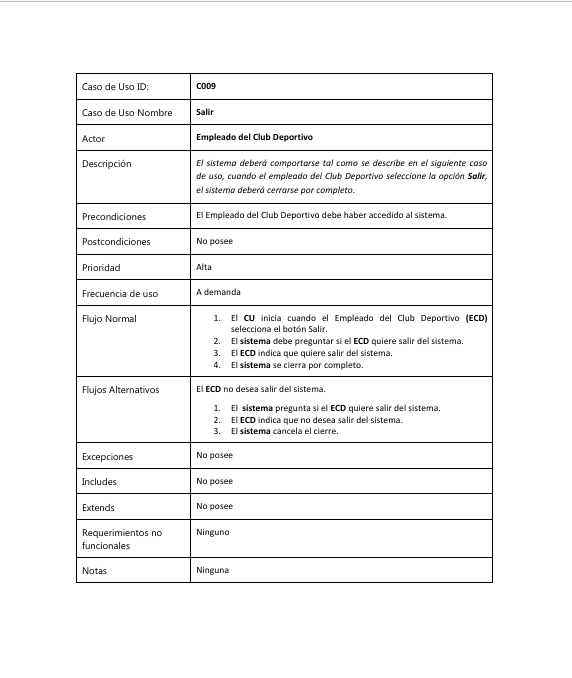 Caso de Uso ID: C009
Caso de Uso Nombre Salir
Actor Empleado del Club Deportivo
Descripción El sistema deberá comportarse tal como se describe en el siguiente caso
de uso, cuando el empleado del Club Deportivo seleccione la opción Salir,
el sistema deberá cerrarse por completo.
Precondiciones El Empleado del Club Deportivo debe haber accedido al sistema.
Postcondiciones No posee
Prioridad Alta
Frecuencia de uso A demanda
Flujo Normal 1. El CU inicia cuando el Empleado del Club Deportivo (ECD)
selecciona el botón Salir.
2. El sistema debe preguntar si el ECD quiere salir del sistema.
3. El ECD indica que quiere salir del sistema.
4. El sistema se cierra por completo.
Flujos Alternativos El ECD no desea salir del sistema.
1. El sistema pregunta si el ECD quiere salir del sistema.
2. El ECD indica que no desea salir del sistema.
3. El sistema cancela el cierre.
Excepciones No posee
Includes No posee
Extends No posee
Requerimientos no Ninguno
funcionales
Notas Ninguna